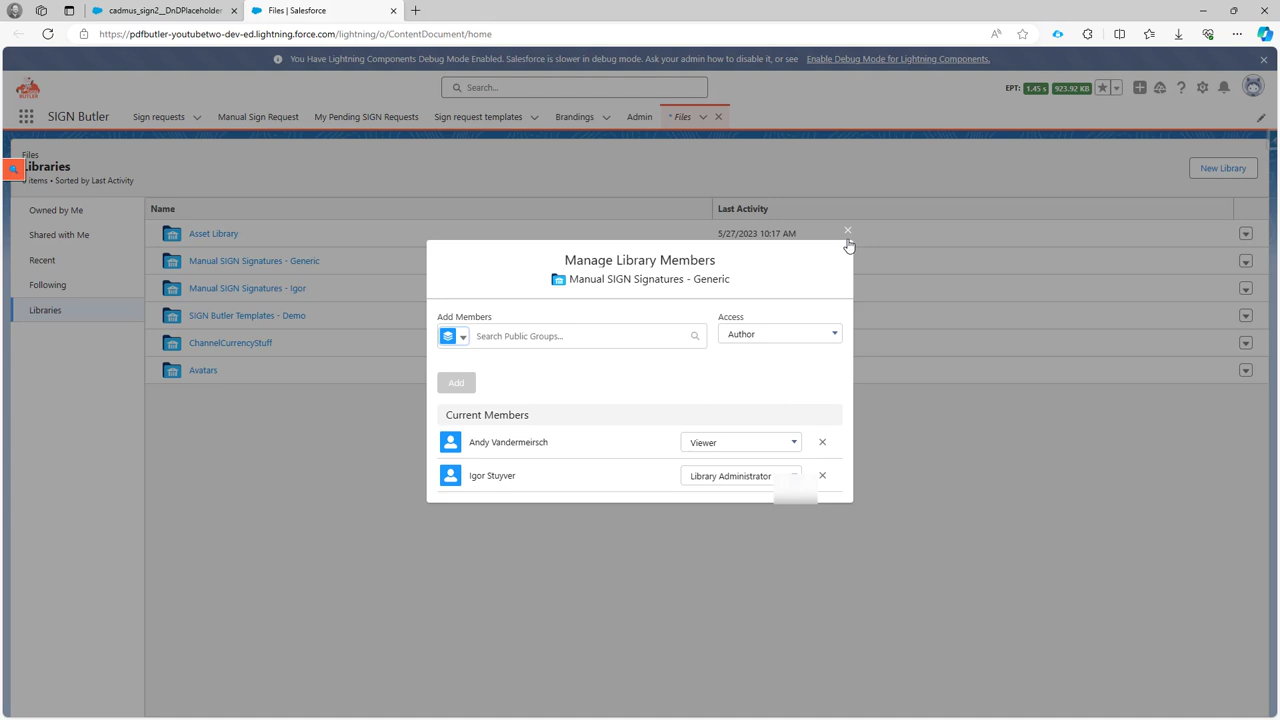 cadmus_sign2__DnDPlaceholder
Files | Salesforce
https://pdfbutler-youtubetwo-dev-ed.lightning.force.com/lightning/o/ContentDocument/home
You Have Lightning Components Debug Mode Enabled. Salesforce is slower in debug mode. Ask your admin how to disable it, or see Enable Debug Mode for Lightning Components.
BUTLER
Search...
EPT: 1.45 s 923.92 KB
SIGN Butler
Sign requests
Manual Sign Request
My Pending SIGN Requests
Sign request templates
Brandings
Admin
* Files
Files
Libraries
items • Sorted by Last Activity
New Library
Owned by Me
Shared with Me
Recent
Following
Libraries
Name
Last Activity
Asset Library
5/27/2023 10:17 AM
Manual SIGN Signatures - Generic
Manual SIGN Signatures - Igor
SIGN Butler Templates - Demo
ChannelCurrencyStuff
Avatars
Manage Library Members
Manual SIGN Signatures - Generic
Add Members
Access
Search Public Groups...
Author
Add
Current Members
Andy Vandermeirsch
Viewer
Igor Stuyver
Library Administrator